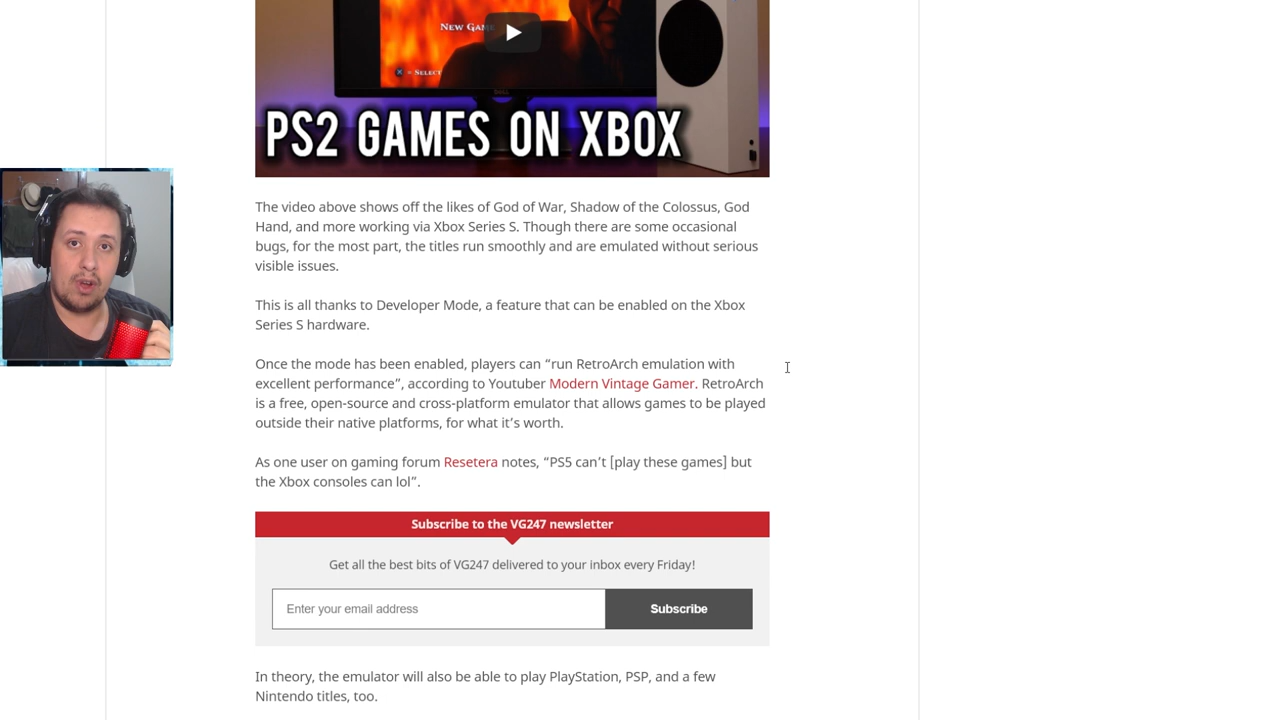 NEW GAME
= SELECT
DELL
PS2 GAMES ON XBOX
The video above shows off the likes of God of War, Shadow of the Colossus, God
Hand, and more working via Xbox Series S. Though there are some occasional
bugs, for the most part, the titles run smoothly and are emulated without serious
visible issues.
This is all thanks to Developer Mode, a feature that can be enabled on the Xbox
Series S hardware.
Once the mode has been enabled, players can “run RetroArch emulation with
excellent performance”, according to Youtuber Modern Vintage Gamer. RetroArch
is a free, open-source and cross-platform emulator that allows games to be played
outside their native platforms, for what it’s worth.
As one user on gaming forum Resetera notes, “PS5 can’t [play these games] but
the Xbox consoles can lol”.
Subscribe to the VG247 newsletter
Get all the best bits of VG247 delivered to your inbox every Friday!
Enter your email address
Subscribe
In theory, the emulator will also be able to play PlayStation, PSP, and a few
Nintendo titles, too.